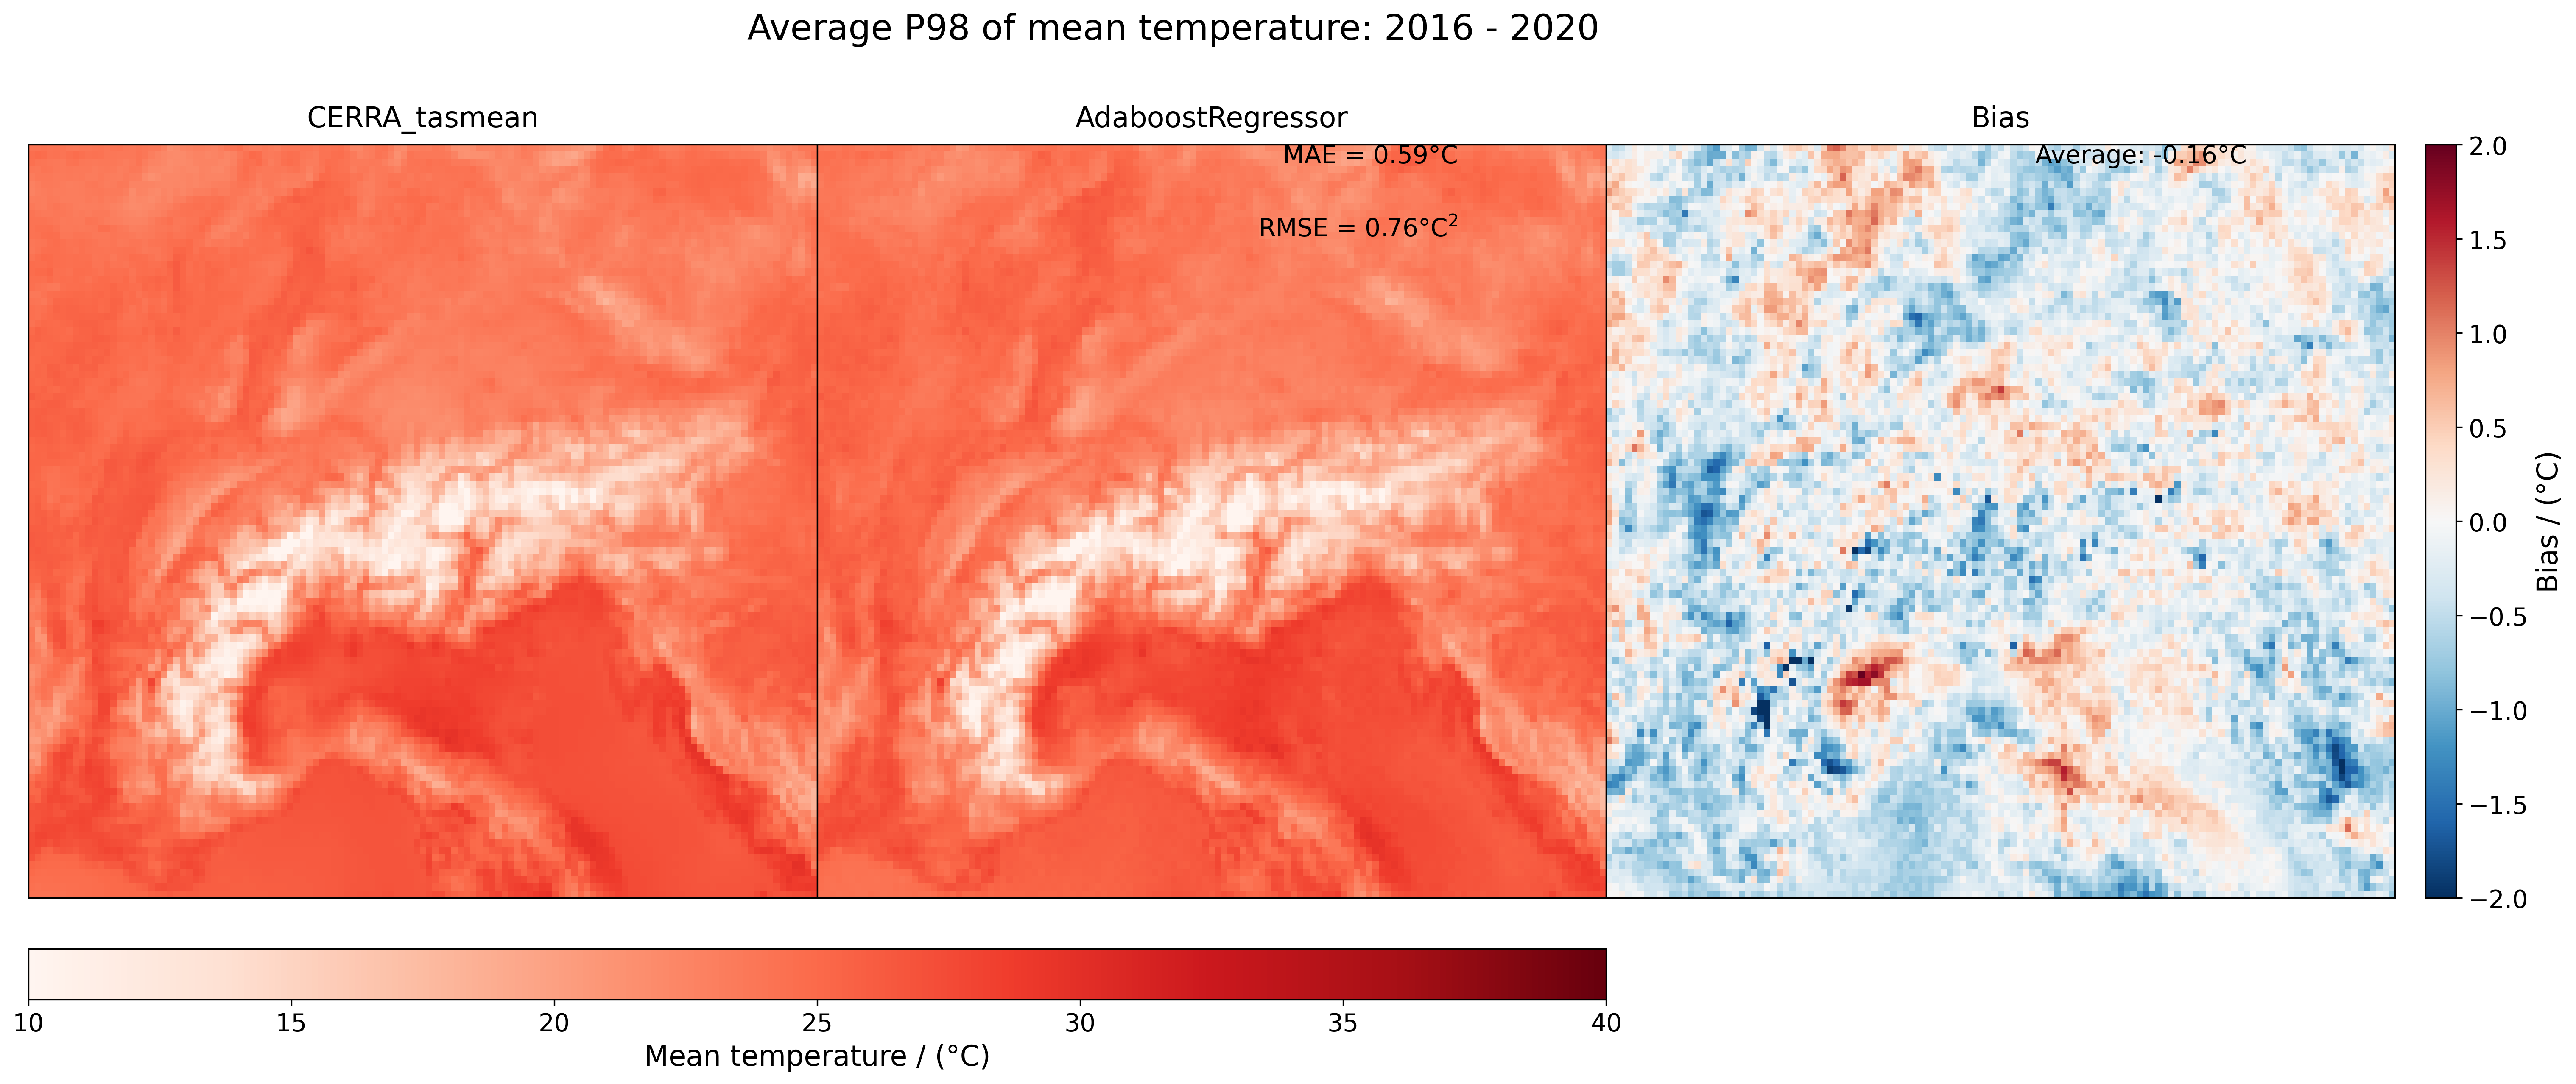 Average P98 of mean temperature: 2016 - 2020
CERRA_tasmean
AdaboostRegressor
Bias
MAE = 0.59°C
RMSE = 0.76°C²
Average: -0.16°C
2.0
1.5
1.0
0.5
0.0
−0.5
−1.0
−1.5
−2.0
Bias / (°C)
10 15 20 25 30 35 40
Mean temperature / (°C)